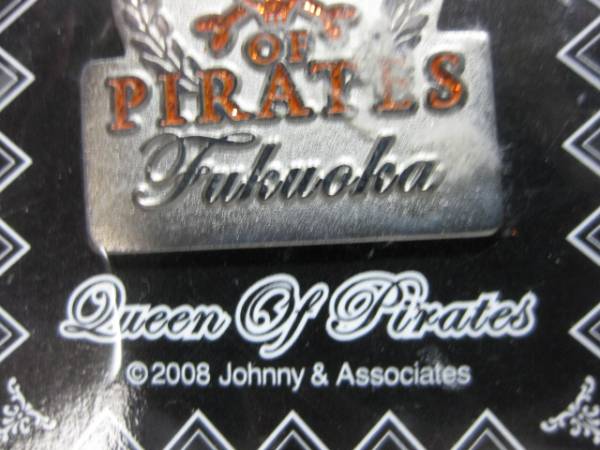 OF
PIRATES
Fukuoka
Queen Of Pirates
©2008 Johnny & Associates